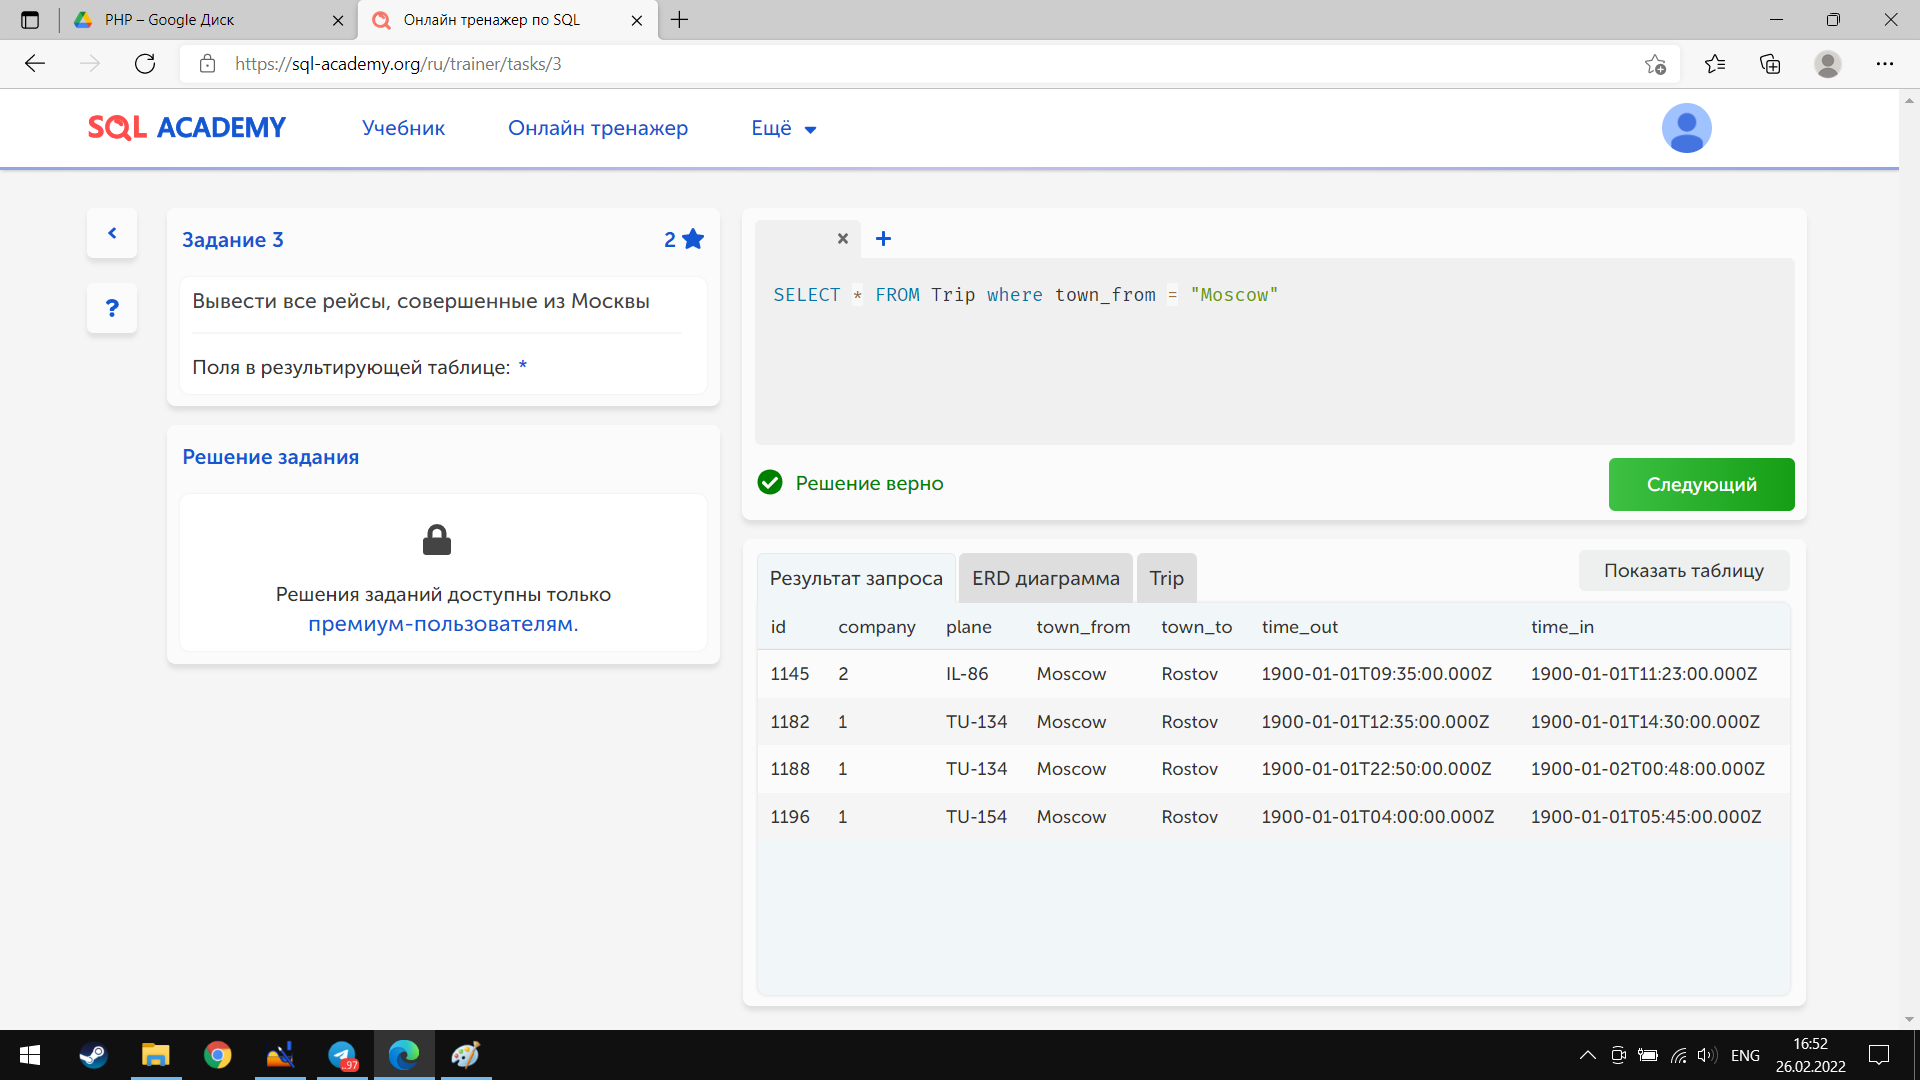 PHP – Google Диск
Онлайн тренажер по SQL
https://sql-academy.org/ru/trainer/tasks/3
SQL ACADEMY
Учебник
Онлайн тренажер
Ещё
Задание 3
2
Вывести все рейсы, совершенные из Москвы
Поля в результирующей таблице: *
Решение задания
Решения заданий доступны только
премиум-пользователям.
SELECT * FROM Trip where town_from = "Moscow"
Решение верно
Следующий
Результат запроса
ERD диаграмма
Trip
Показать таблицу
id company plane town_from town_to time_out time_in
1145 2 IL-86 Moscow Rostov 1900-01-01T09:35:00.000Z 1900-01-01T11:23:00.000Z
1182 1 TU-134 Moscow Rostov 1900-01-01T12:35:00.000Z 1900-01-01T14:30:00.000Z
1188 1 TU-134 Moscow Rostov 1900-01-01T22:50:00.000Z 1900-01-02T00:48:00.000Z
1196 1 TU-154 Moscow Rostov 1900-01-01T04:00:00.000Z 1900-01-01T05:45:00.000Z
..97
ENG
16:52
26.02.2022